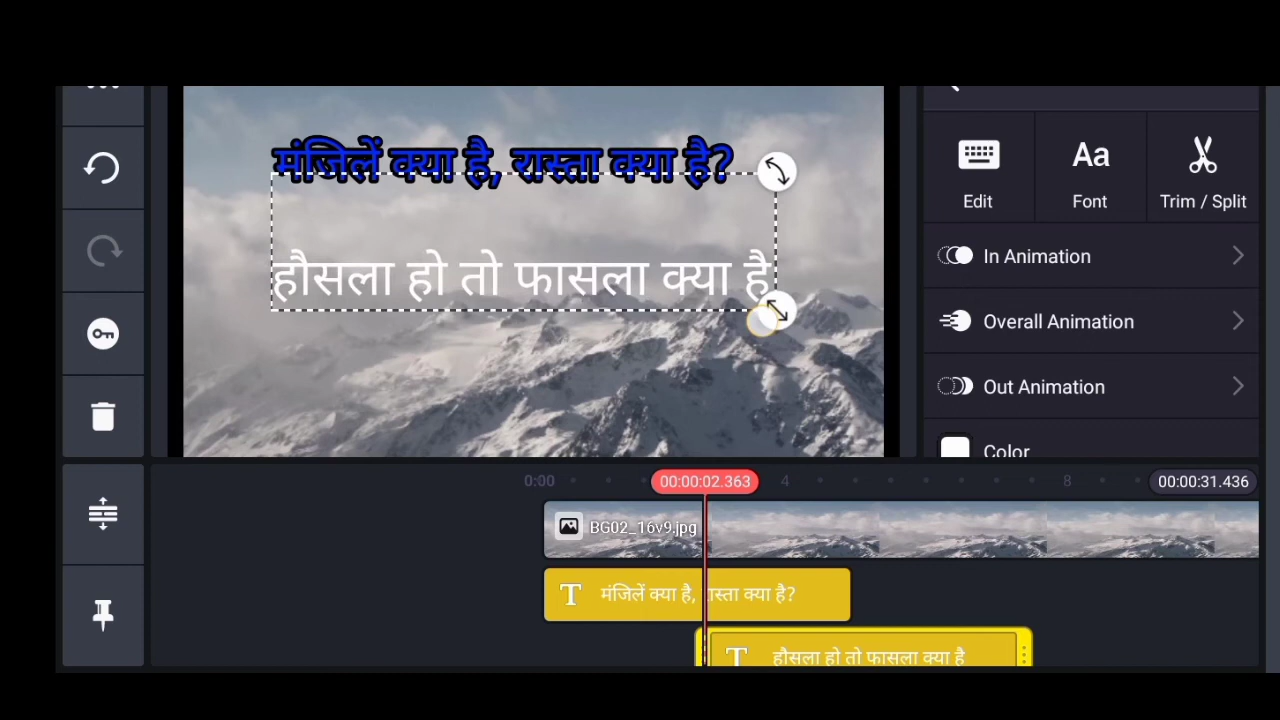 मंजिलें क्या है, रास्ता क्या है?
हौसला हो तो फासला क्या है
Edit
Font
Trim / Split
In Animation
Overall Animation
Out Animation
Color
0:00
00:00:02.363
4
8
00:00:31.436
BG02_16v9.jpg
मंजिलें क्या है, रास्ता क्या है?
हौसला हो तो फासला क्या है